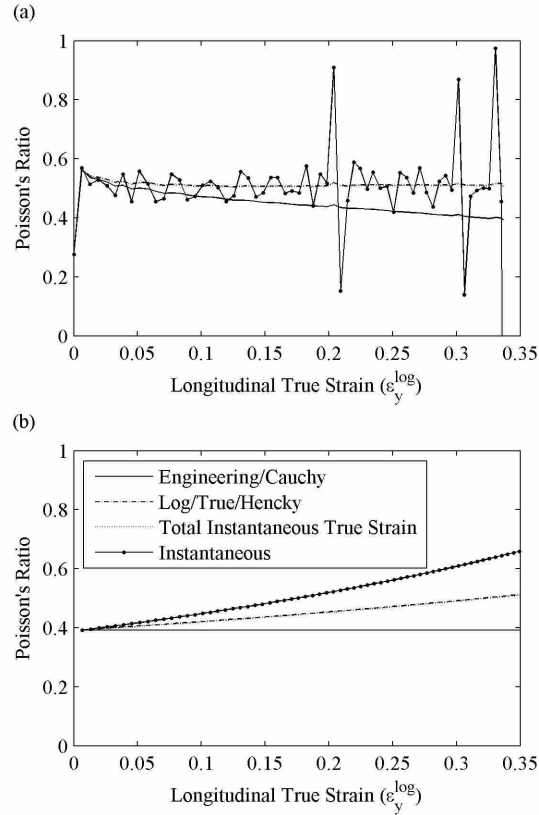 (a)
1
0.8
0.6
0.4
0.2
0
Poisson's Ratio
0 0.05 0.1 0.15 0.2 0.25 0.3 0.35
Longitudinal True Strain (ε_y^log)
(b)
1
0.8
0.6
0.4
0.2
0
Poisson's Ratio
Engineering/Cauchy
Log/True/Hencky
Total Instantaneous True Strain
Instantaneous
0 0.05 0.1 0.15 0.2 0.25 0.3 0.35
Longitudinal True Strain (ε_y^log)